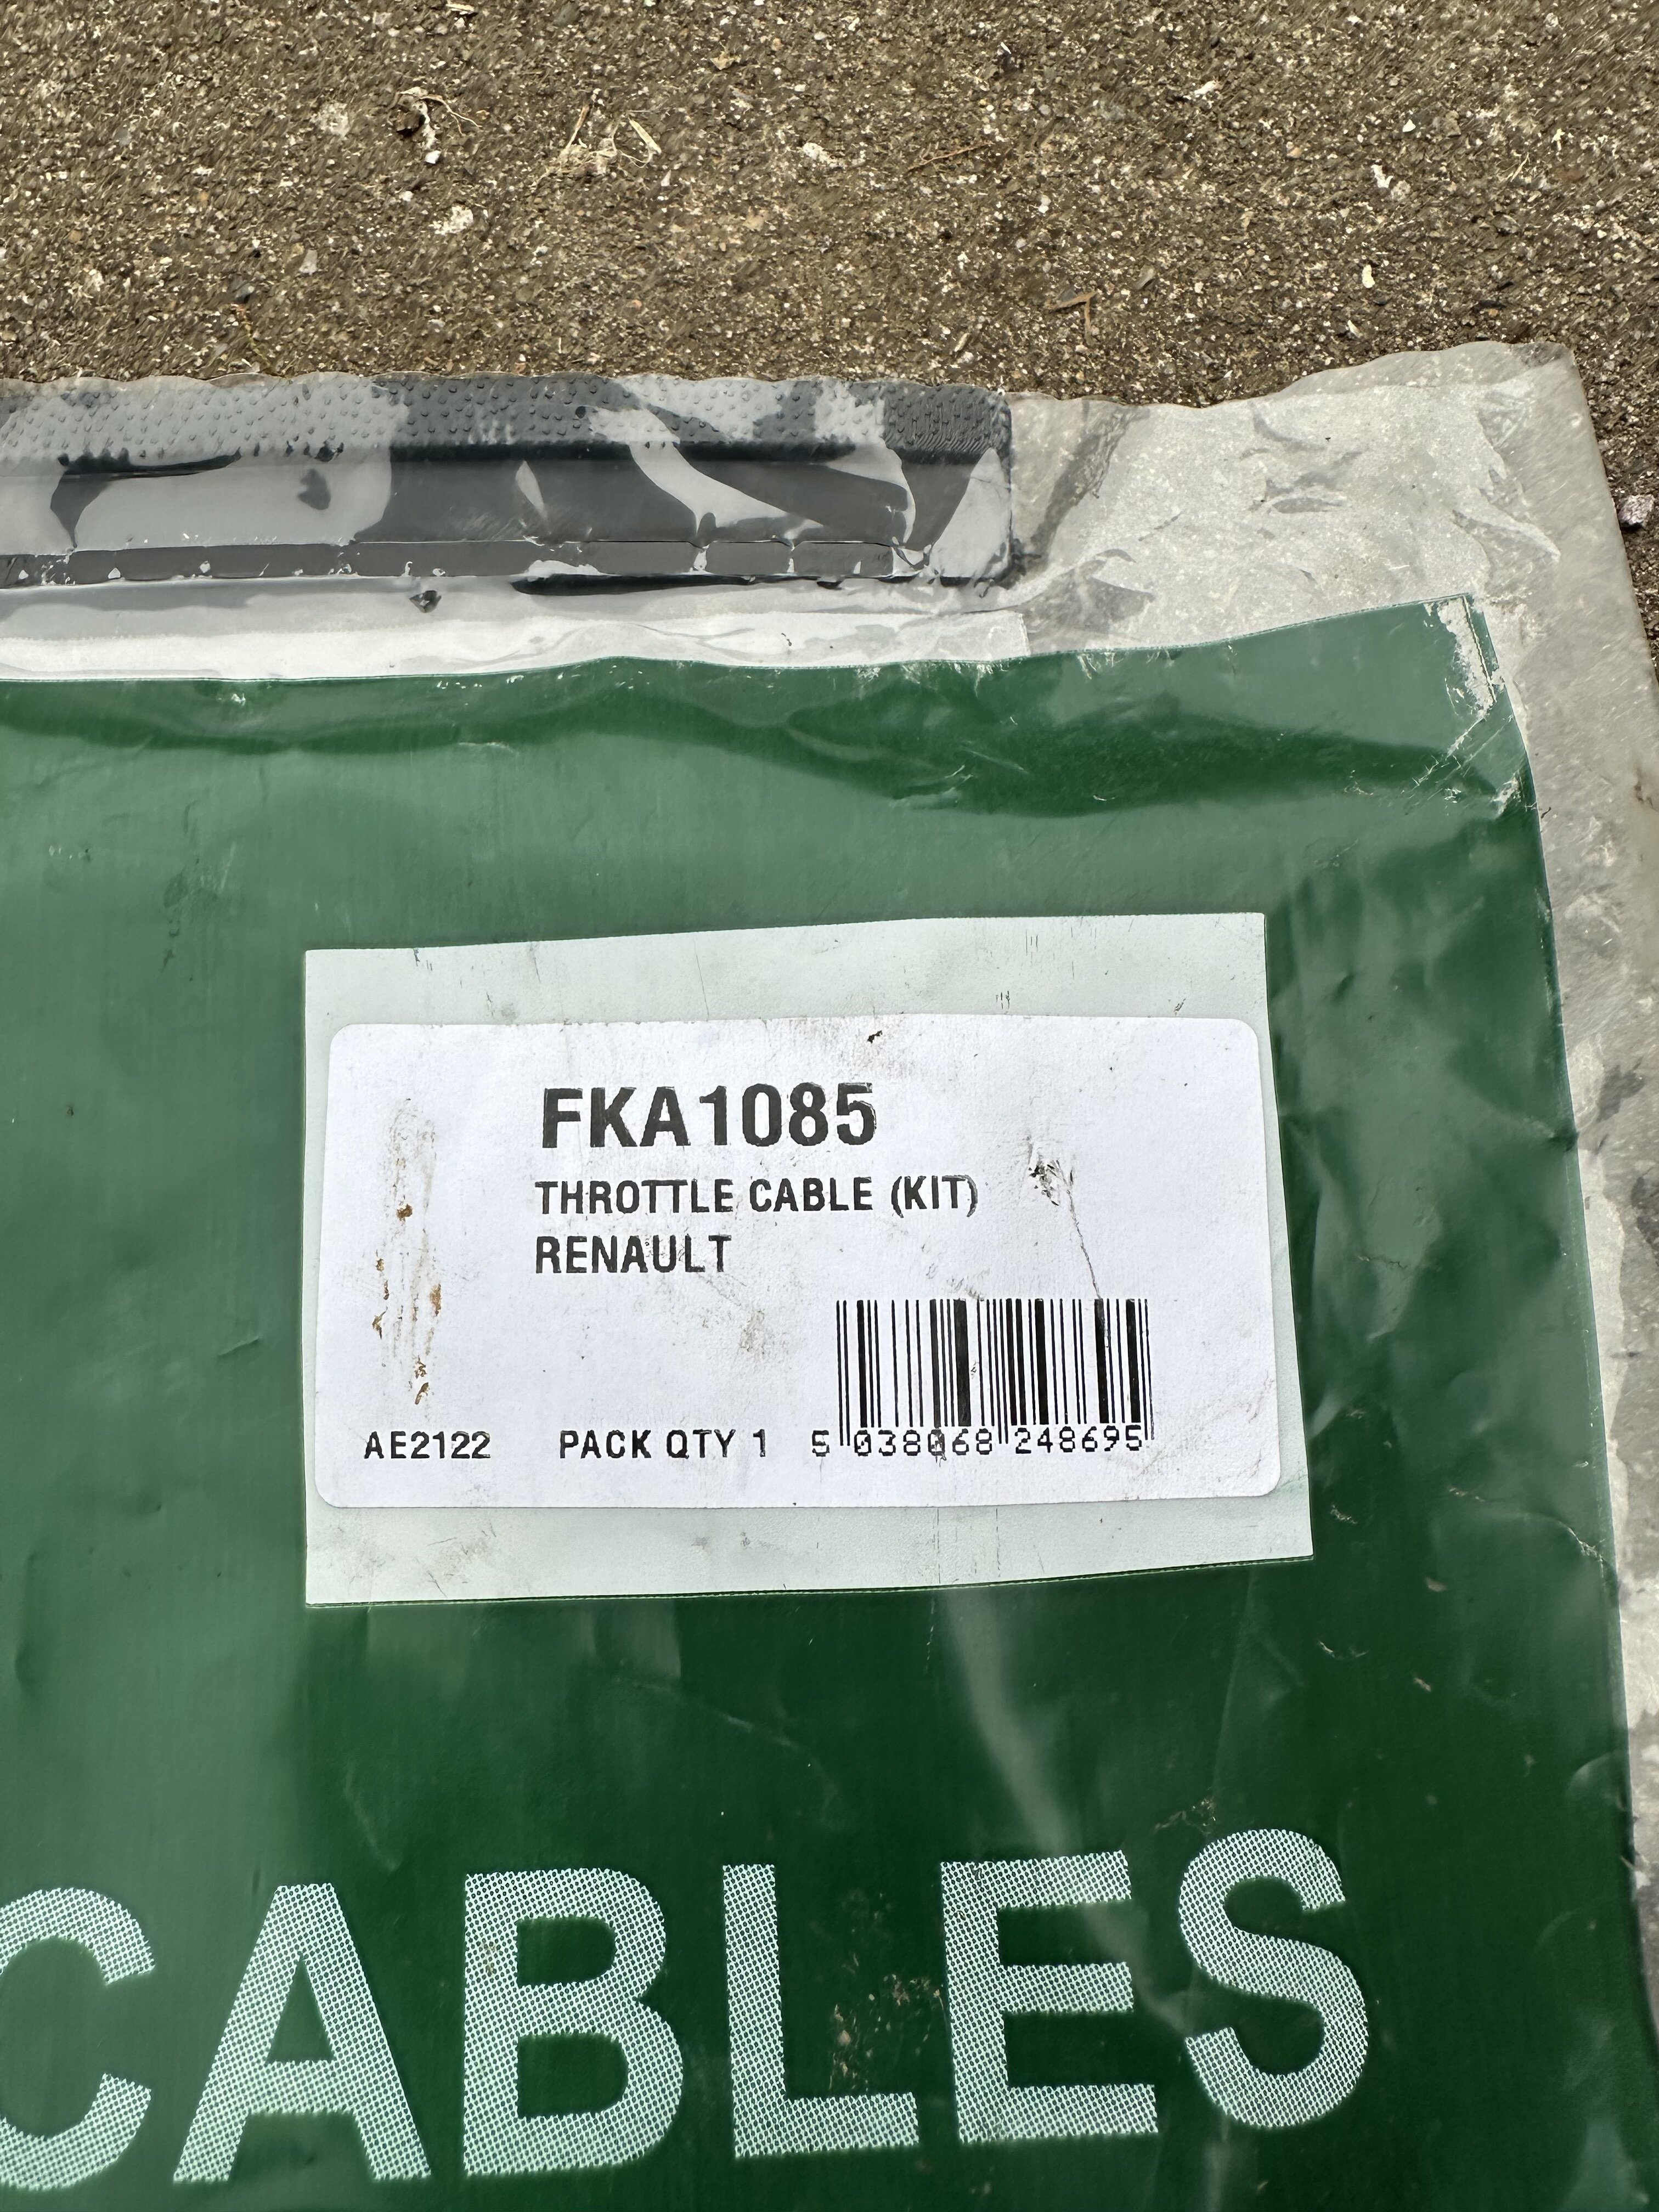 FKA1085
THROTTLE CABLE (KIT)
RENAULT
AE2122 PACK QTY 1 5 038068 248695
CABLES